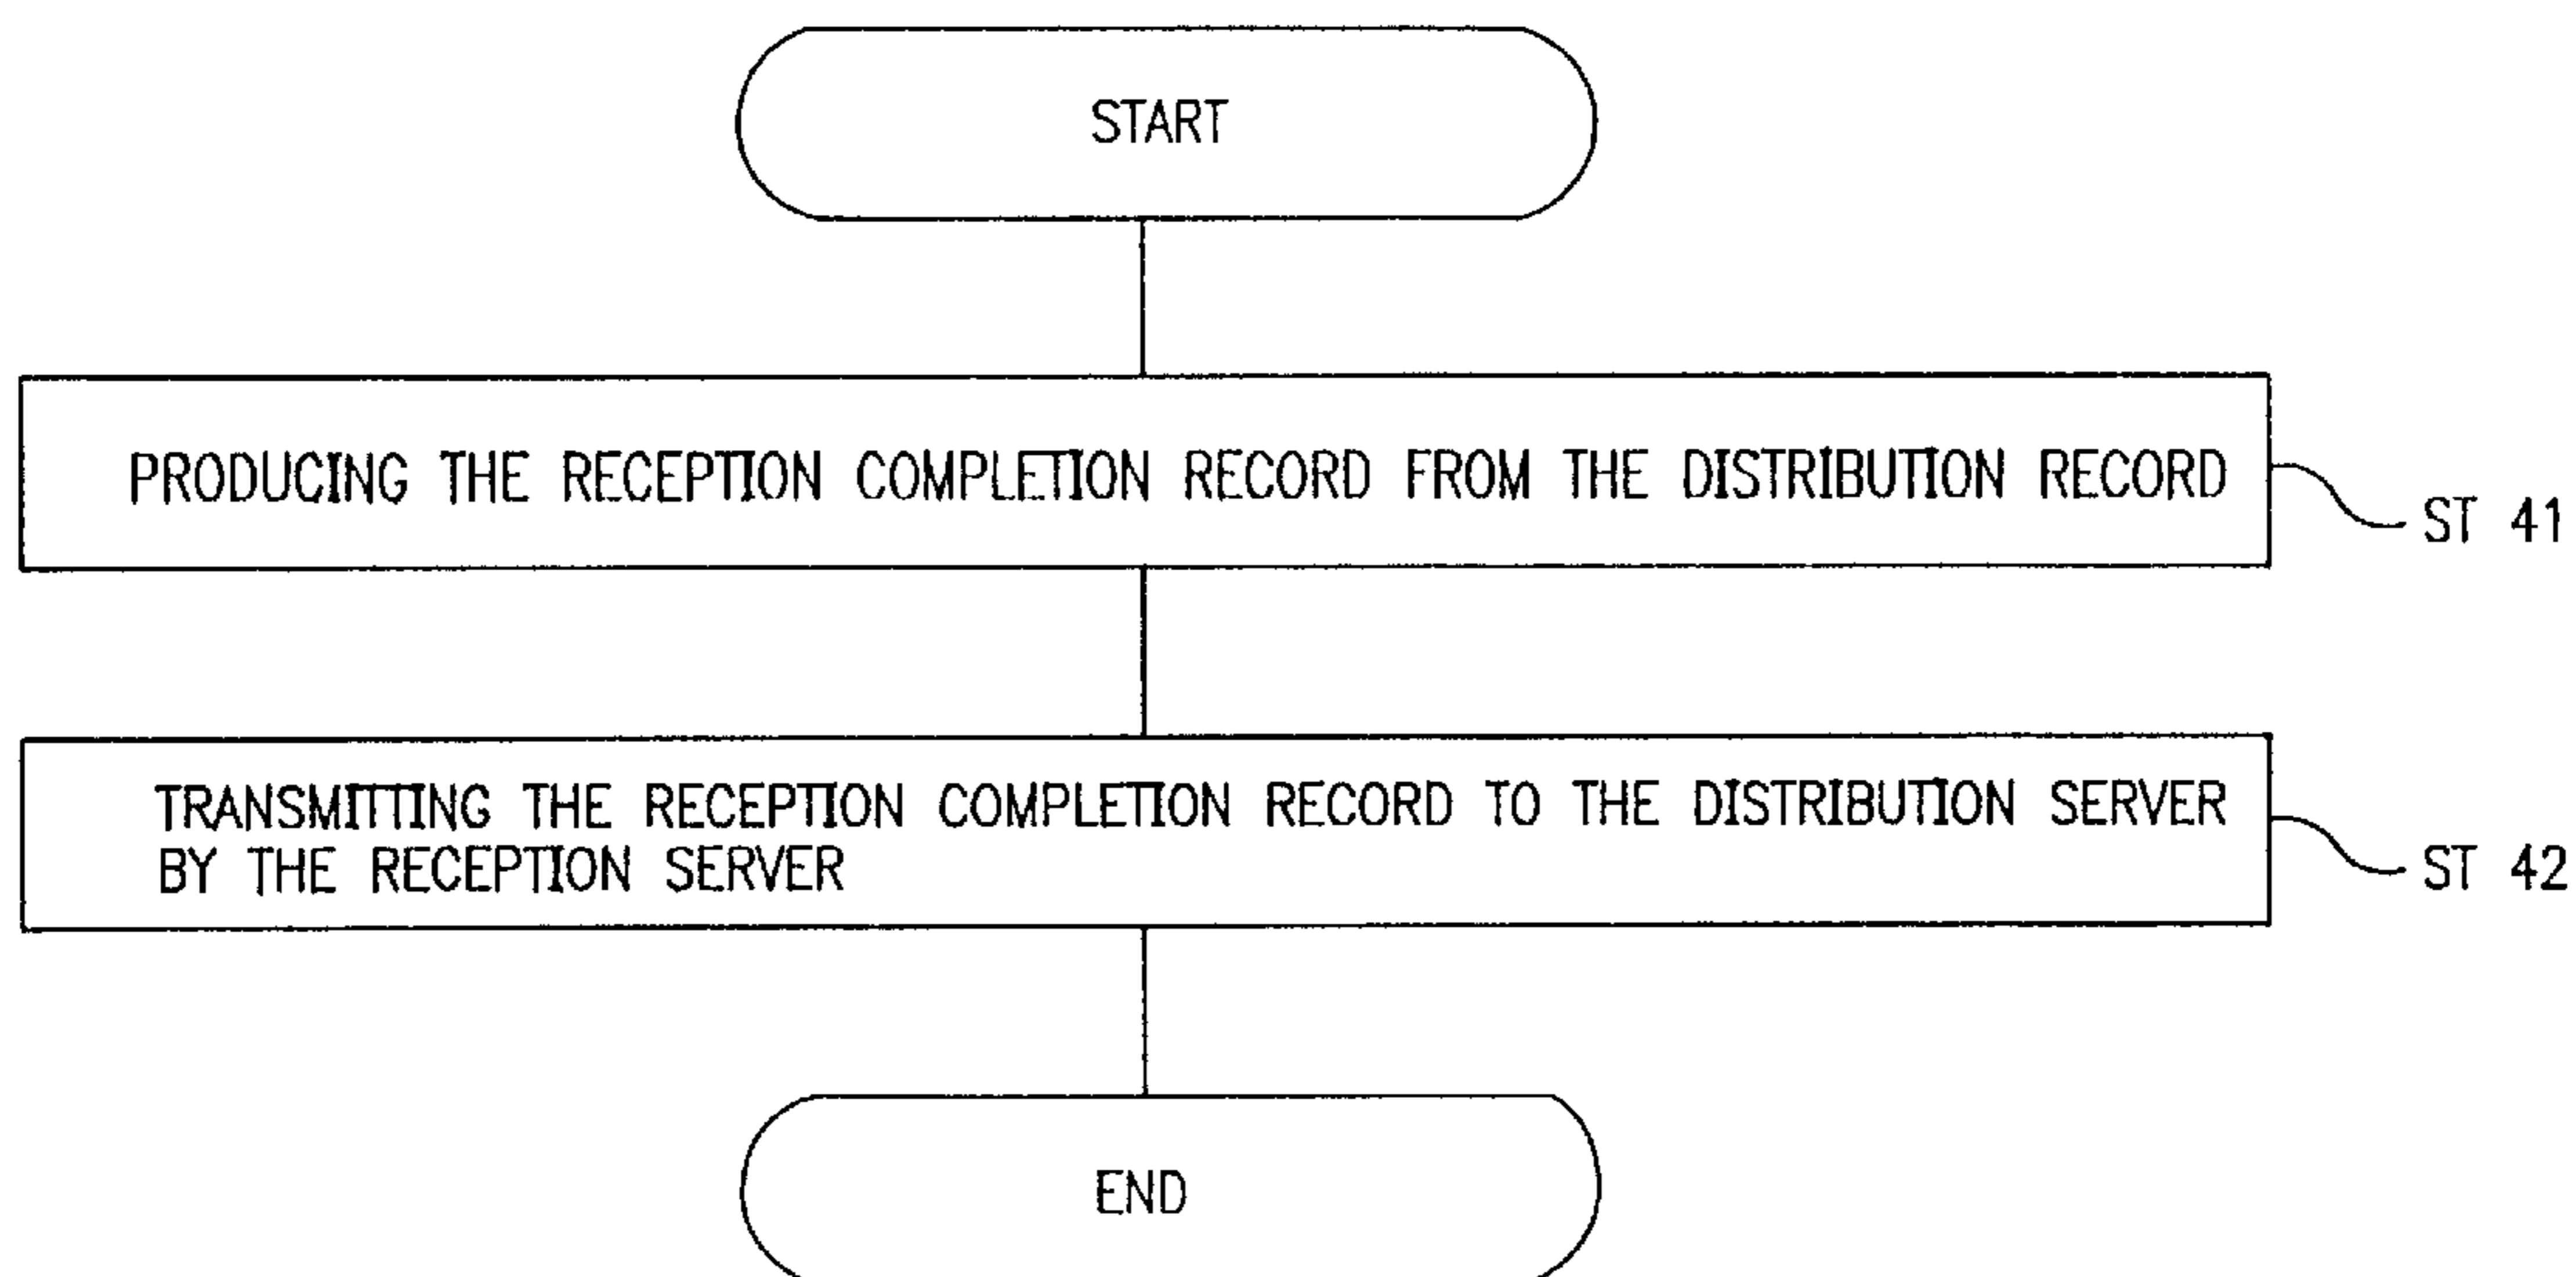 START
PRODUCING THE RECEPTION COMPLETION RECORD FROM THE DISTRIBUTION RECORD
ST 41
TRANSMITTING THE RECEPTION COMPLETION RECORD TO THE DISTRIBUTION SERVER
BY THE RECEPTION SERVER
ST 42
END